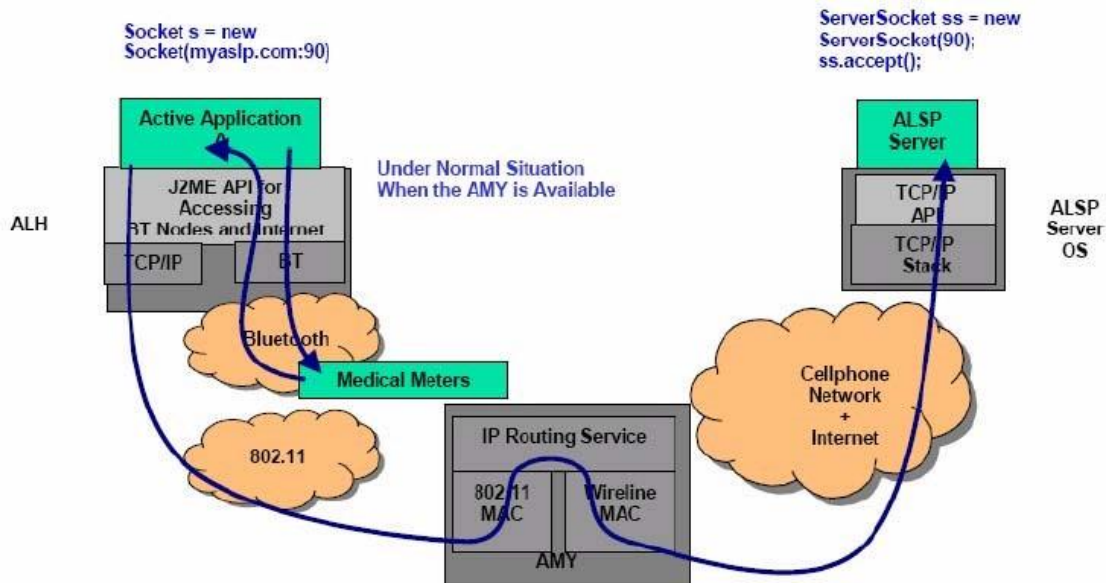 Socket s = new
Socket(myaslp.com:90)
ServerSocket ss = new
ServerSocket(90);
ss.accept();
Active Application
ALSP
Server
Under Normal Situation
When the AMY is Available
J2ME API for
Accessing
BT Nodes and Internet
TCP/IP
BT
ALH
TCP/IP
API
TCP/IP
Stack
ALSP
Server
OS
Bluetooth
Medical Meters
Cellphone
Network
+
Internet
802.11
IP Routing Service
802.11
MAC
Wireline
MAC
AMY